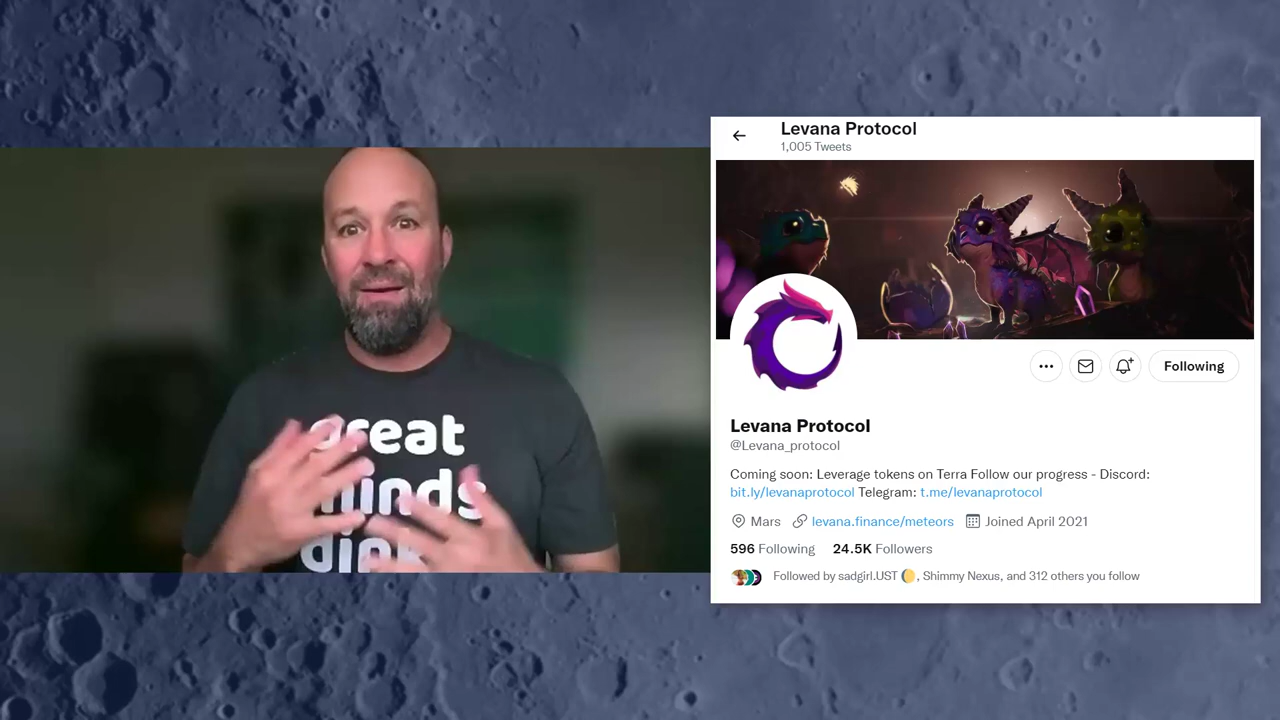 great
minds
Levana Protocol
1,005 Tweets
Following
Levana Protocol
@Levana_protocol
Coming soon: Leverage tokens on Terra Follow our progress - Discord:
bit.ly/levanaprotocol Telegram: t.me/levanaprotocol
Mars levana.finance/meteors Joined April 2021
596 Following 24.5K Followers
Followed by sadgirl.UST 🌔, Shimmy Nexus, and 312 others you follow